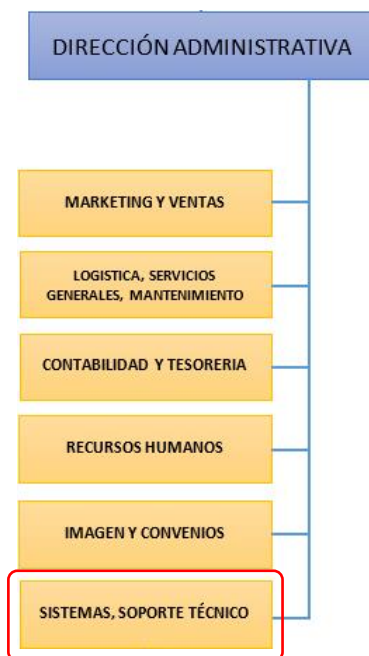 DIRECCIÓN ADMINISTRATIVA
MARKETING Y VENTAS
LOGISTICA, SERVICIOS
GENERALES, MANTENIMIENTO
CONTABILIDAD Y TESORERIA
RECURSOS HUMANOS
IMAGEN Y CONVENIOS
SISTEMAS, SOPORTE TÉCNICO